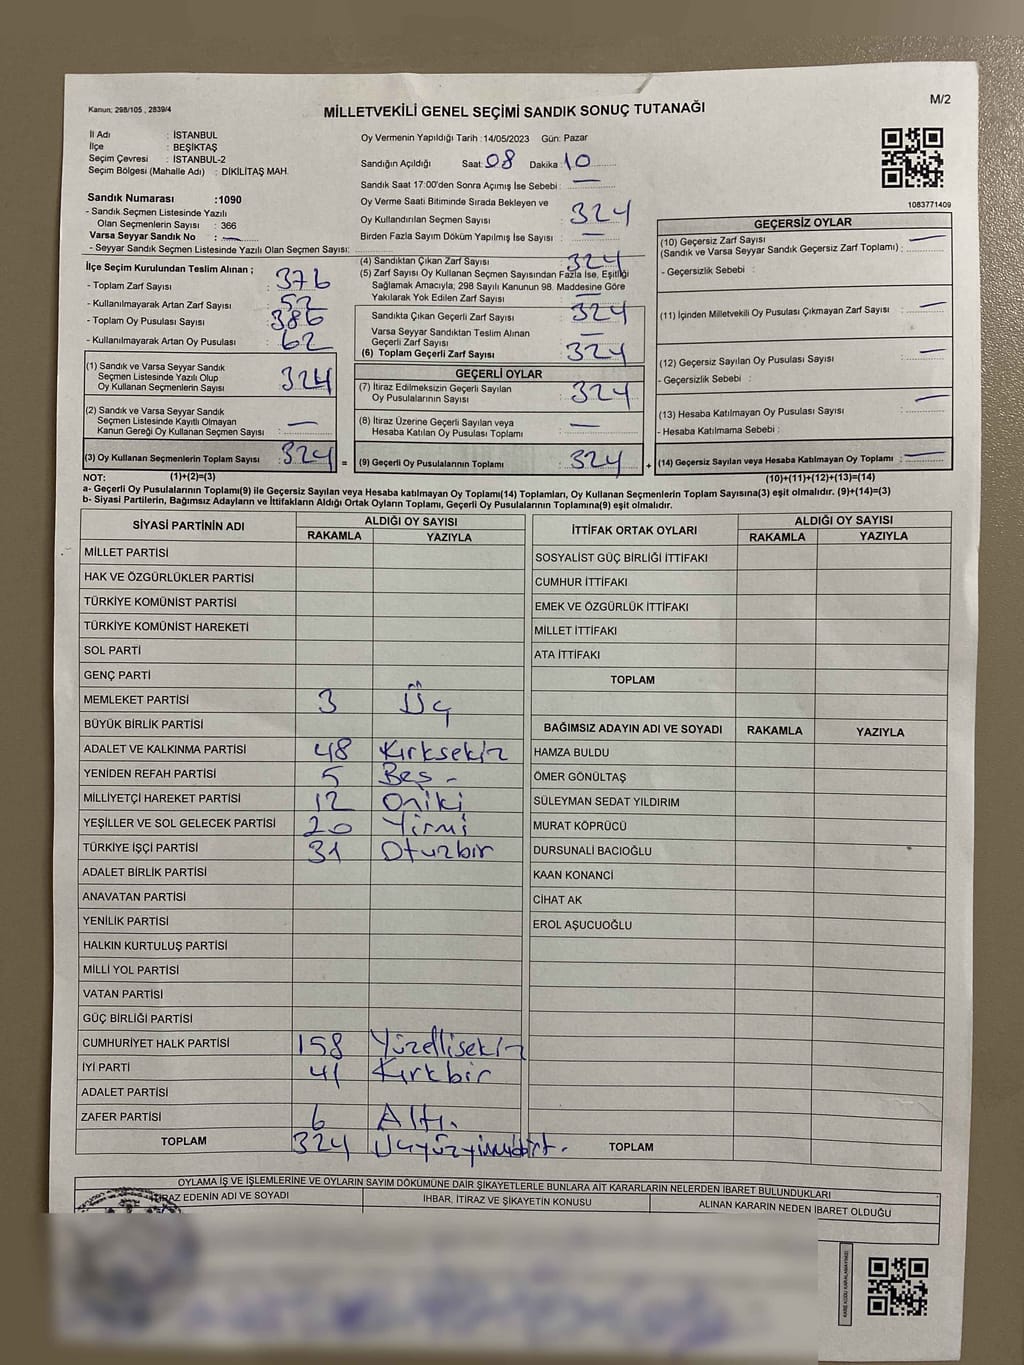 Kanun; 298/105 , 2839/4
MİLLETVEKİLİ GENEL SEÇİMİ SANDIK SONUÇ TUTANAĞI
M/2
İl Adı : İSTANBUL
İlçe : BEŞİKTAŞ
Seçim Çevresi : İSTANBUL-2
Seçim Bölgesi (Mahalle Adı) : DİKİLİTAŞ MAH.
Sandık Numarası :1090
- Sandık Seçmen Listesinde Yazılı
Olan Seçmenlerin Sayısı : 366
Varsa Seyyar Sandık No : —
- Seyyar Sandık Seçmen Listesinde Yazılı Olan Seçmen Sayısı:
Oy Vermenin Yapıldığı Tarih :14/05/2023 Gün: Pazar
Sandığın Açıldığı Saat 08 Dakika 10
Sandık Saat 17:00'den Sonra Açımış İse Sebebi : —
Oy Verme Saati Bitiminde Sırada Bekleyen ve
Oy Kullandırılan Seçmen Sayısı : 324
Birden Fazla Sayım Döküm Yapılmış İse Sayısı : —
1083771409
İlçe Seçim Kurulundan Teslim Alınan ;
- Toplam Zarf Sayısı : 376
- Kullanılmayarak Artan Zarf Sayısı : 52
- Toplam Oy Pusulası Sayısı : 386
- Kullanılmayarak Artan Oy Pusulası : 62
(1) Sandık ve Varsa Seyyar Sandık
Seçmen Listesinde Yazılı Olup
Oy Kullanan Seçmenlerin Sayısı : 324
(2) Sandık ve Varsa Seyyar Sandık
Seçmen Listesinde Kayıtlı Olmayan
Kanun Gereği Oy Kullanan Seçmen Sayısı : —
(3) Oy Kullanan Seçmenlerin Toplam Sayısı : 324 =
(4) Sandıktan Çıkan Zarf Sayısı : 324
(5) Zarf Sayısı Oy Kullanan Seçmen Sayısından Fazla İse, Eşitliği
Sağlamak Amacıyla; 298 Sayılı Kanunun 98. Maddesine Göre
Yakılarak Yok Edilen Zarf Sayısı : —
Sandıkta Çıkan Geçerli Zarf Sayısı : 324
Varsa Seyyar Sandıktan Teslim Alınan
Geçerli Zarf Sayısı : —
(6) Toplam Geçerli Zarf Sayısı : 324
GEÇERLİ OYLAR
(7) İtiraz Edilmeksizin Geçerli Sayılan
Oy Pusulalarının Sayısı : 324
(8) İtiraz Üzerine Geçerli Sayılan veya
Hesaba Katılan Oy Pusulası Toplamı : —
(9) Geçerli Oy Pusulalarının Toplamı : 324 +
GEÇERSİZ OYLAR
(10) Geçersiz Zarf Sayısı
(Sandık ve Varsa Seyyar Sandık Geçersiz Zarf Toplamı) : —
- Geçersizlik Sebebi :
(11) İçinden Milletvekili Oy Pusulası Çıkmayan Zarf Sayısı : —
(12) Geçersiz Sayılan Oy Pusulası Sayısı : —
- Geçersizlik Sebebi :
(13) Hesaba Katılmayan Oy Pusulası Sayısı : —
- Hesaba Katılmama Sebebi :
(14) Geçersiz Sayılan veya Hesaba Katılmayan Oy Toplamı : —
NOT: (1)+(2)=(3)
(10)+(11)+(12)+(13)=(14)
a- Geçerli Oy Pusulalarının Toplamı(9) ile Geçersiz Sayılan veya Hesaba katılmayan Oy Toplamı(14) Toplamları, Oy Kullanan Seçmenlerin Toplam Sayısına(3) eşit olmalıdır. (9)+(14)=(3)
b- Siyasi Partilerin, Bağımsız Adayların ve İttifakların Aldığı Ortak Oyların Toplamı, Geçerli Oy Pusulalarının Toplamına(9) eşit olmalıdır.
SİYASİ PARTİNİN ADI ALDIĞI OY SAYISI
RAKAMLA YAZIYLA
MİLLET PARTİSİ
HAK VE ÖZGÜRLÜKLER PARTİSİ
TÜRKİYE KOMÜNİST PARTİSİ
TÜRKİYE KOMÜNİST HAREKETİ
SOL PARTİ
GENÇ PARTİ
MEMLEKET PARTİSİ 3 Üç
BÜYÜK BİRLİK PARTİSİ
ADALET VE KALKINMA PARTİSİ 48 Kırksekiz
YENİDEN REFAH PARTİSİ 5 Beş -
MİLLİYETÇİ HAREKET PARTİSİ 12 Oniki
YEŞİLLER VE SOL GELECEK PARTİSİ 20 Yirmi
TÜRKİYE İŞÇİ PARTİSİ 31 Otuzbir
ADALET BİRLİK PARTİSİ
ANAVATAN PARTİSİ
YENİLİK PARTİSİ
HALKIN KURTULUŞ PARTİSİ
MİLLİ YOL PARTİSİ
VATAN PARTİSİ
GÜÇ BİRLİĞİ PARTİSİ
CUMHURİYET HALK PARTİSİ 158 Yüzellisekiz
İYİ PARTİ 41 Kırkbir
ADALET PARTİSİ
ZAFER PARTİSİ 6 Altı.
TOPLAM 324 Üçyüzyirmidört.
İTTİFAK ORTAK OYLARI ALDIĞI OY SAYISI
RAKAMLA YAZIYLA
SOSYALİST GÜÇ BİRLİĞİ İTTİFAKI
CUMHUR İTTİFAKI
EMEK VE ÖZGÜRLÜK İTTİFAKI
MİLLET İTTİFAKI
ATA İTTİFAKI
TOPLAM
BAĞIMSIZ ADAYIN ADI VE SOYADI RAKAMLA YAZIYLA
HAMZA BULDU
ÖMER GÖNÜLTAŞ
SÜLEYMAN SEDAT YILDIRIM
MURAT KÖPRÜCÜ
DURSUNALİ BACIOĞLU
KAAN KONANCİ
CİHAT AK
EROL AŞUCUOĞLU
TOPLAM
OYLAMA İŞ VE İŞLEMLERİNE VE OYLARIN SAYIM DÖKÜMÜNE DAİR ŞİKAYETLERLE BUNLARA AİT KARARLARIN NELERDEN İBARET BULUNDUKLARI
İTİRAZ EDENİN ADI VE SOYADI İHBAR, İTİRAZ VE ŞİKAYETİN KONUSU ALINAN KARARIN NEDEN İBARET OLDUĞU
KARE KODU KARALAMAYINIZ!